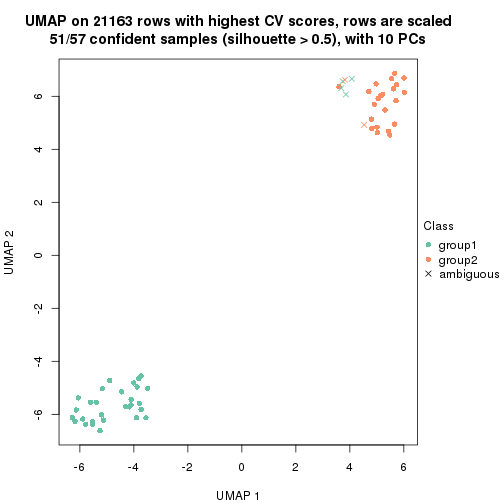 UMAP on 21163 rows with highest CV scores, rows are scaled
51/57 confident samples (silhouette > 0.5), with 10 PCs
6
4
2
0
-2
-4
-6
UMAP 2
-6
-4
-2
0
2
4
6
UMAP 1
Class
group1
group2
ambiguous